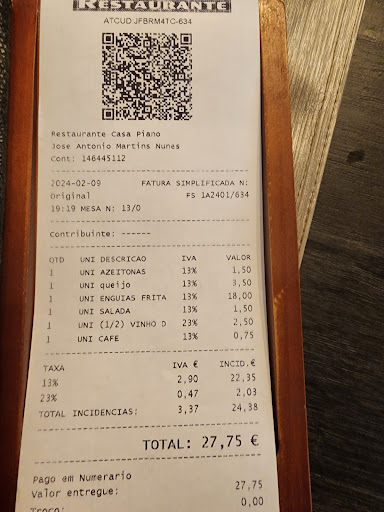 RESTAURANTE
ATCUD:JFBRM4TC-634
Restaurante Casa Piano
Jose Antonio Martins Nunes
Cont: 146445112
2024-02-09 FATURA SIMPLIFICADA N:
Original FS 1A2401/634
19:19 MESA N: 13/0
Contribuinte: ------
QTD UNI DESCRICAO IVA VALOR
1 UNI AZEITONAS 13% 1,50
1 UNI queijo 13% 3,50
1 UNI ENGUIAS FRITA 13% 18,00
1 UNI SALADA 13% 1,50
1 UNI (1/2) VINHO D 23% 2,50
1 UNI CAFE 13% 0,75
TAXA IVA € INCID.€
13% 2,90 22,35
23% 0,47 2,03
TOTAL INCIDENCIAS: 3,37 24,38
TOTAL: 27,75 €
Pago em Numerario 27,75
Valor entregue: 0,00
Troco: